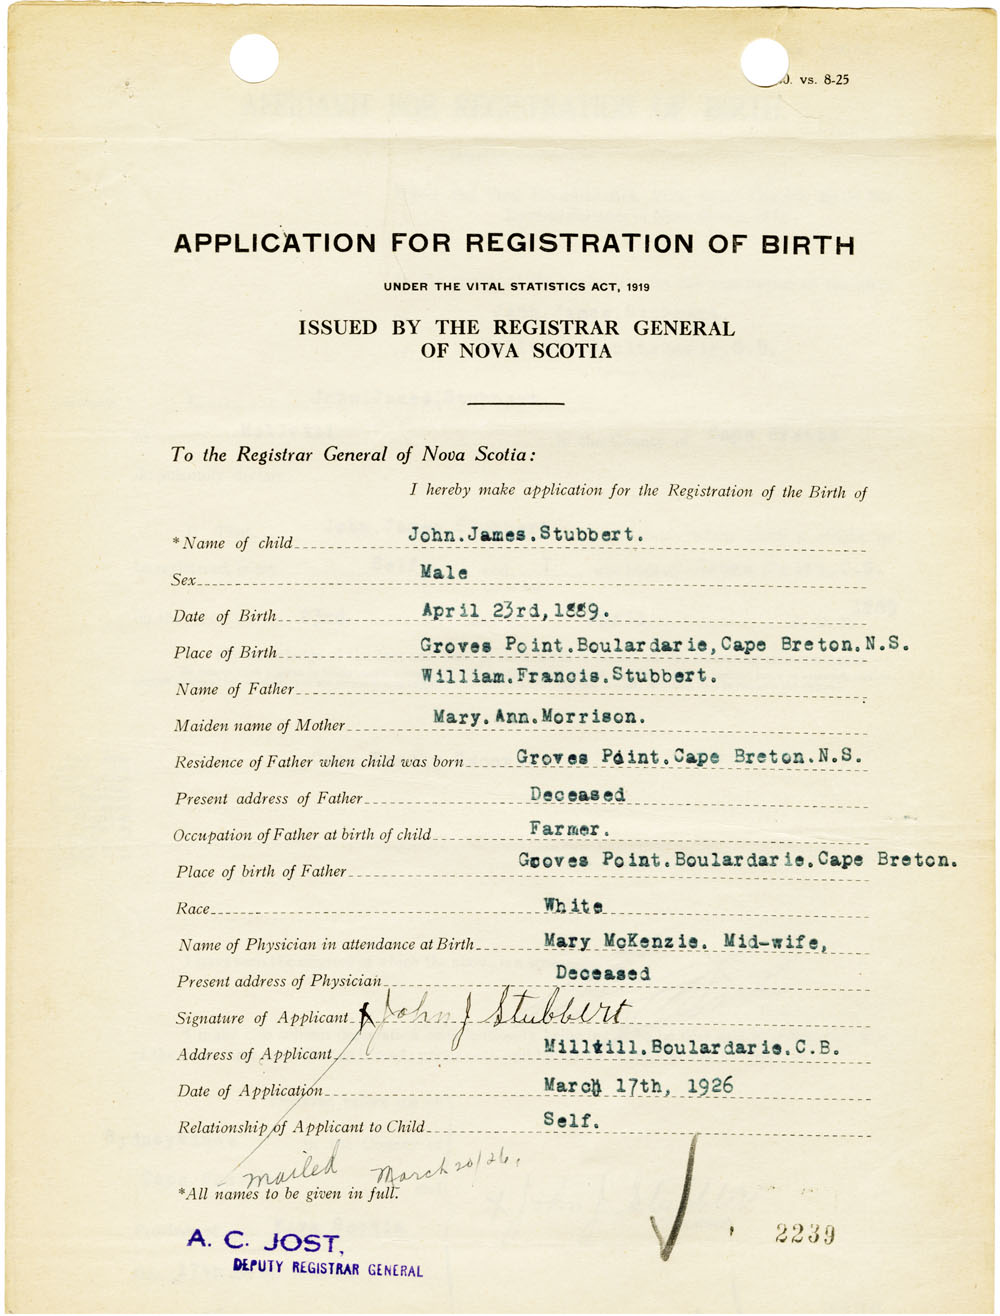 0. vs. 8-25
APPLICATION FOR REGISTRATION OF BIRTH
UNDER THE VITAL STATISTICS ACT, 1919
ISSUED BY THE REGISTRAR GENERAL
OF NOVA SCOTIA
To the Registrar General of Nova Scotia:
I hereby make application for the Registration of the Birth of
*Name of child John.James.Stubbert.
Sex Male
Date of Birth April 23rd,1889.
Place of Birth Groves Point.Boulardarie,Cape Breton.N.S.
Name of Father William.Francis.Stubbert.
Maiden name of Mother Mary.Ann.Morrison.
Residence of Father when child was born Groves Point.Cape Breton.N.S.
Present address of Father Deceased
Occupation of Father at birth of child Farmer.
Place of birth of Father Grooves Point.Boulardarie.Cape Breton.
Race White
Name of Physician in attendance at Birth Mary McKenzie. Mid-wife,
Present address of Physician Deceased
Signature of Applicant x John J Stubbert
Address of Applicant .Boulardarie.C.B.
Date of Application March 17th, 1926
Relationship of Applicant to Child Self.
mailed March 20/26.
*All names to be given in full.
A. C. JOST,
DEPUTY REGISTRAR GENERAL
2239